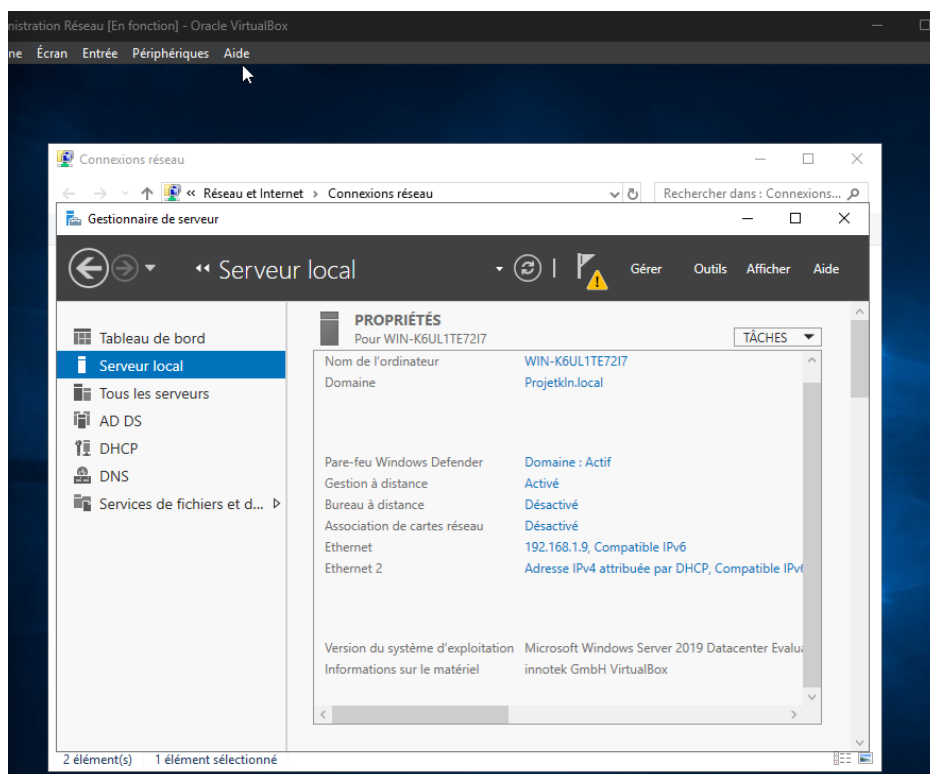 nistration Réseau [En fonction] - Oracle VirtualBox
ne Écran Entrée Périphériques Aide
Connexions réseau
« Réseau et Internet › Connexions réseau
Rechercher dans : Connexions...
Gestionnaire de serveur
Serveur local
Gérer Outils Afficher Aide
Tableau de bord
Serveur local
Tous les serveurs
AD DS
DHCP
DNS
Services de fichiers et d...
PROPRIÉTÉS
Pour WIN-K6UL1TE72I7
TÂCHES
Nom de l'ordinateur WIN-K6UL1TE72I7
Domaine Projetkln.local
Pare-feu Windows Defender Domaine : Actif
Gestion à distance Activé
Bureau à distance Désactivé
Association de cartes réseau Désactivé
Ethernet 192.168.1.9, Compatible IPv6
Ethernet 2 Adresse IPv4 attribuée par DHCP, Compatible IPv6
Version du système d'exploitation Microsoft Windows Server 2019 Datacenter Evalu
Informations sur le matériel innotek GmbH VirtualBox
2 élément(s) 1 élément sélectionné